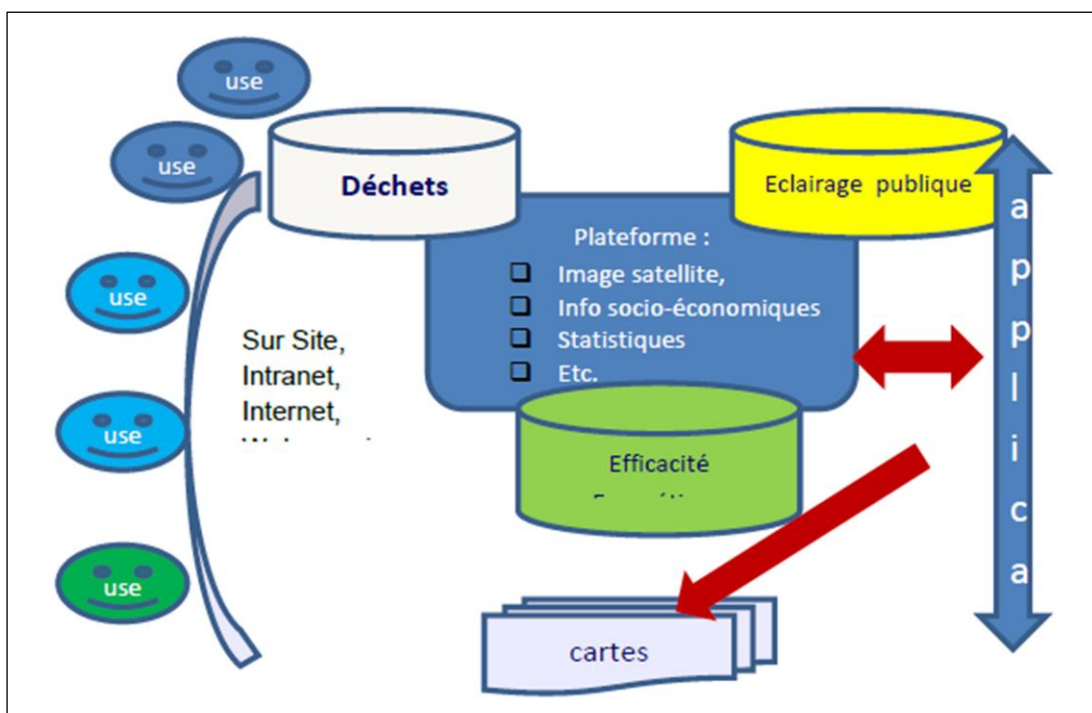 use
use
use
use
use
Déchets
Eclairage publique
Plateforme :
Image satellite,
Info socio-économiques
Statistiques
Etc.
Sur Site,
Intranet,
Internet,
Efficacité
cartes
applica